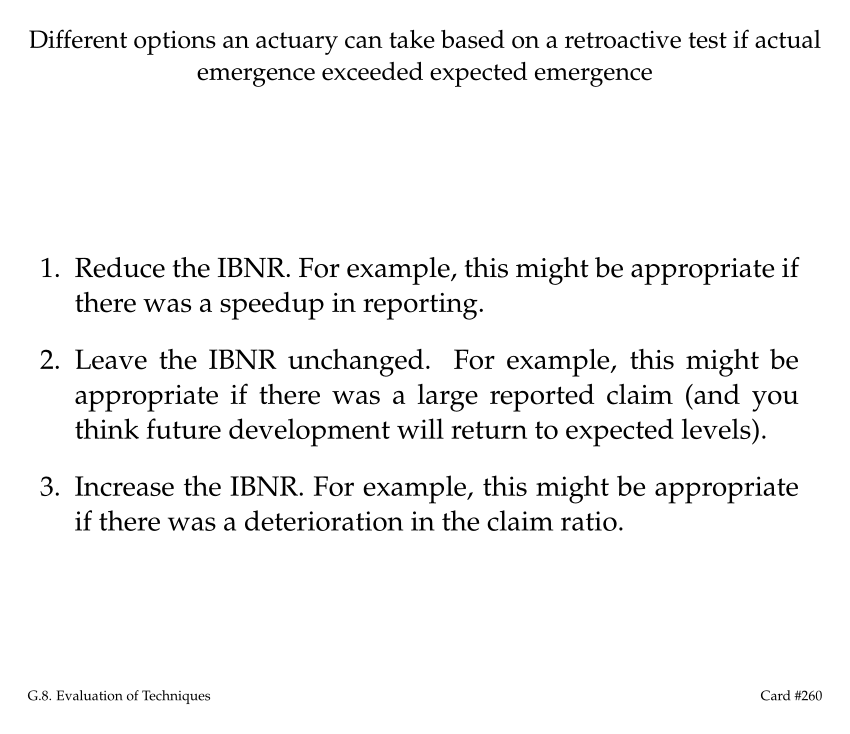 Different options an actuary can take based on a retroactive test if actual
emergence exceeded expected emergence
1. Reduce the IBNR. For example, this might be appropriate if
there was a speedup in reporting.
2. Leave the IBNR unchanged. For example, this might be
appropriate if there was a large reported claim (and you
think future development will return to expected levels).
3. Increase the IBNR. For example, this might be appropriate
if there was a deterioration in the claim ratio.
G.8. Evaluation of Techniques
Card #260